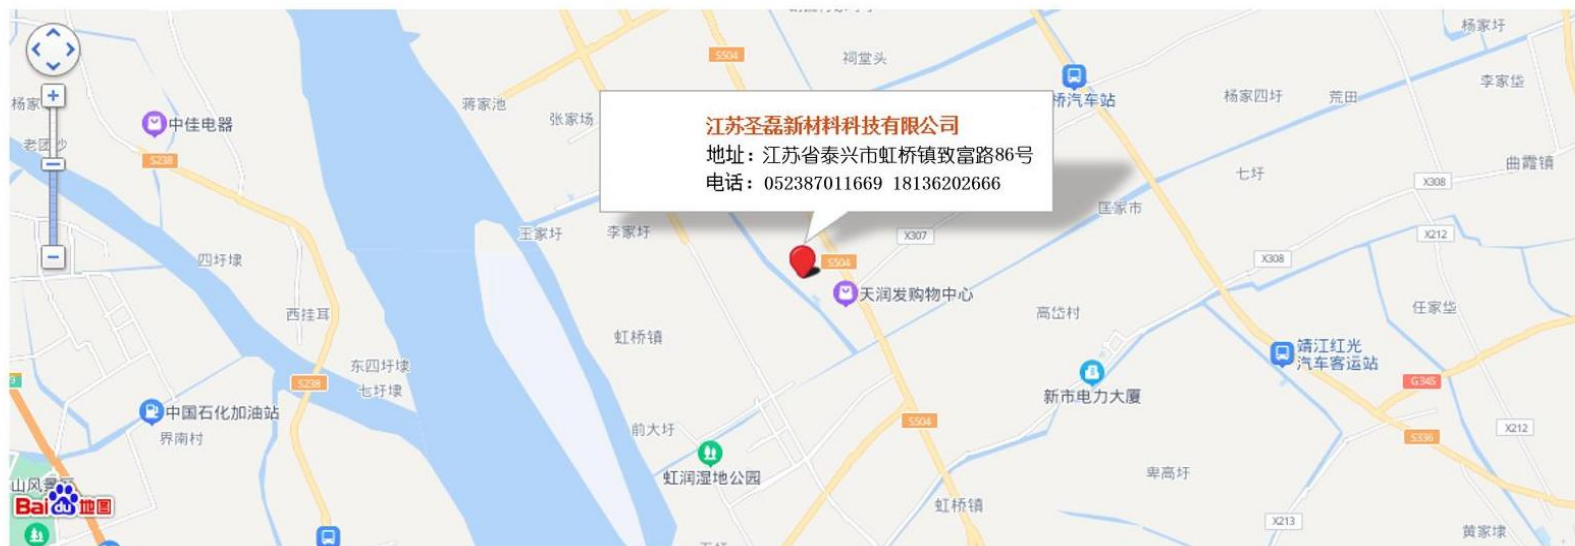 杨家圩
S504
祠堂头
李家垈
杨家
蒋家池
桥汽车站
杨家四圩
荒田
中佳电器
张家场
江苏圣磊新材料科技有限公司
地址：江苏省泰兴市虹桥镇致富路86号
电话：052387011669 18136202666
老团沙
S238
曲霞镇
七圩
X308
匡家市
王家圩
李家圩
X307
X212
四圩埭
S504
X308
天润发购物中心
西挂耳
高岱村
任家垈
虹桥镇
靖江红光
汽车客运站
东四圩埭
七圩埭
S238
新市电力大厦
G345
中国石化加油站
界南村
前大圩
S504
X212
S336
虹润湿地公园
卑高圩
山风景
Bai du 地图
虹桥镇
X213
黄家埭